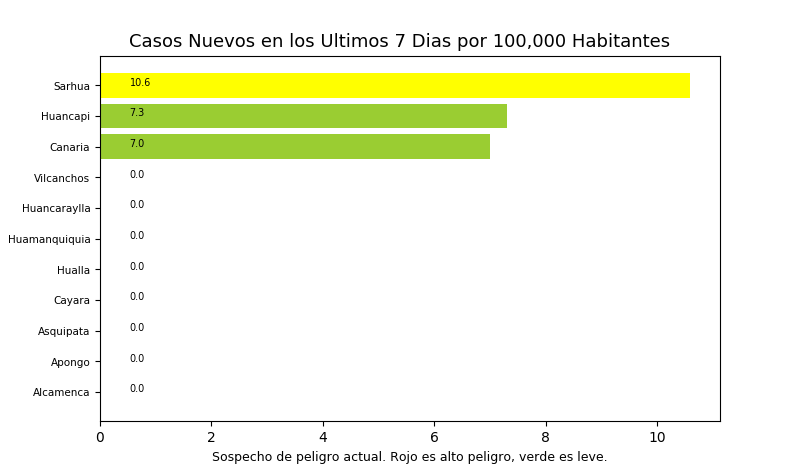 Casos Nuevos en los Ultimos 7 Dias por 100,000 Habitantes
Sarhua 10.6
Huancapi 7.3
Canaria 7.0
Vilcanchos 0.0
Huancaraylla 0.0
Huamanquiquia 0.0
Hualla 0.0
Cayara 0.0
Asquipata 0.0
Apongo 0.0
Alcamenca 0.0
0 2 4 6 8 10
Sospecho de peligro actual. Rojo es alto peligro, verde es leve.